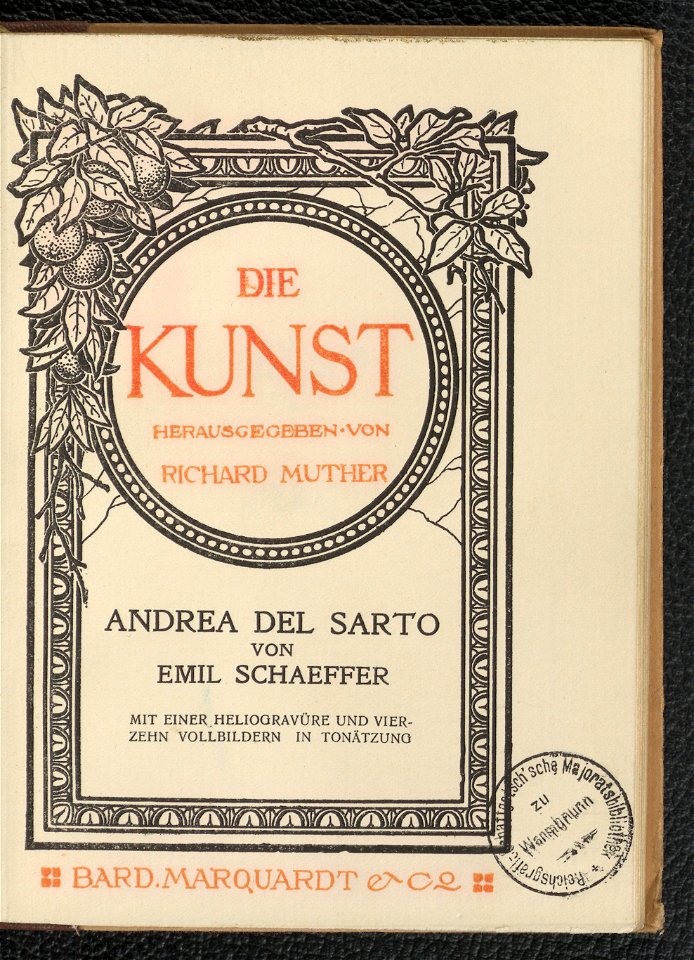 DIE
KUNST
HERAUSGEGEBEN·VON
RICHARD MUTHER
ANDREA DEL SARTO
VON
EMIL SCHAEFFER
MIT EINER HELIOGRAVÜRE UND VIER-
ZEHN VOLLBILDERN IN TONÄTZUNG
BARD. MARQUARDT & CO
Majoratsbibliothek
zu